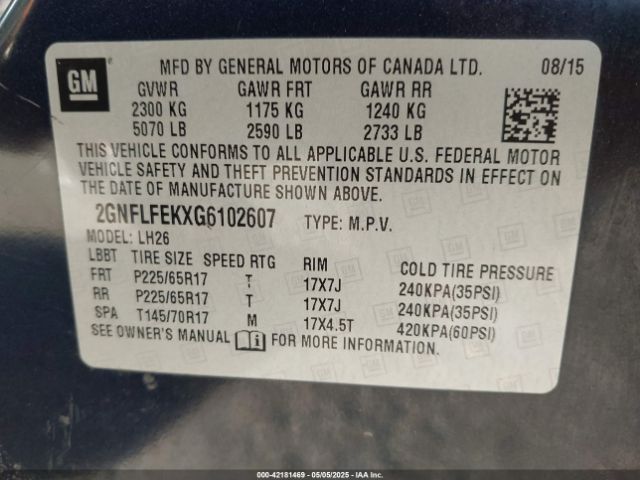 GM
MFD BY GENERAL MOTORS OF CANADA LTD. 08/15
GVWR GAWR FRT GAWR RR
2300 KG 1175 KG 1240 KG
5070 LB 2590 LB 2733 LB
THIS VEHICLE CONFORMS TO ALL APPLICABLE U.S. FEDERAL MOTOR
VEHICLE SAFETY AND THEFT PREVENTION STANDARDS IN EFFECT ON THE
DATE OF MANUFACTURE SHOWN ABOVE.
2GNFLFEKXG6102607 TYPE: M.P.V.
MODEL: LH26
LBBT TIRE SIZE SPEED RTG RIM COLD TIRE PRESSURE
FRT P225/65R17 T 17X7J 240KPA(35PSI)
RR P225/65R17 T 17X7J 240KPA(35PSI)
SPA T145/70R17 M 17X4.5T 420KPA(60PSI)
SEE OWNER'S MANUAL FOR MORE INFORMATION.
000-42181469 - 05/05/2025 - IAA Inc.